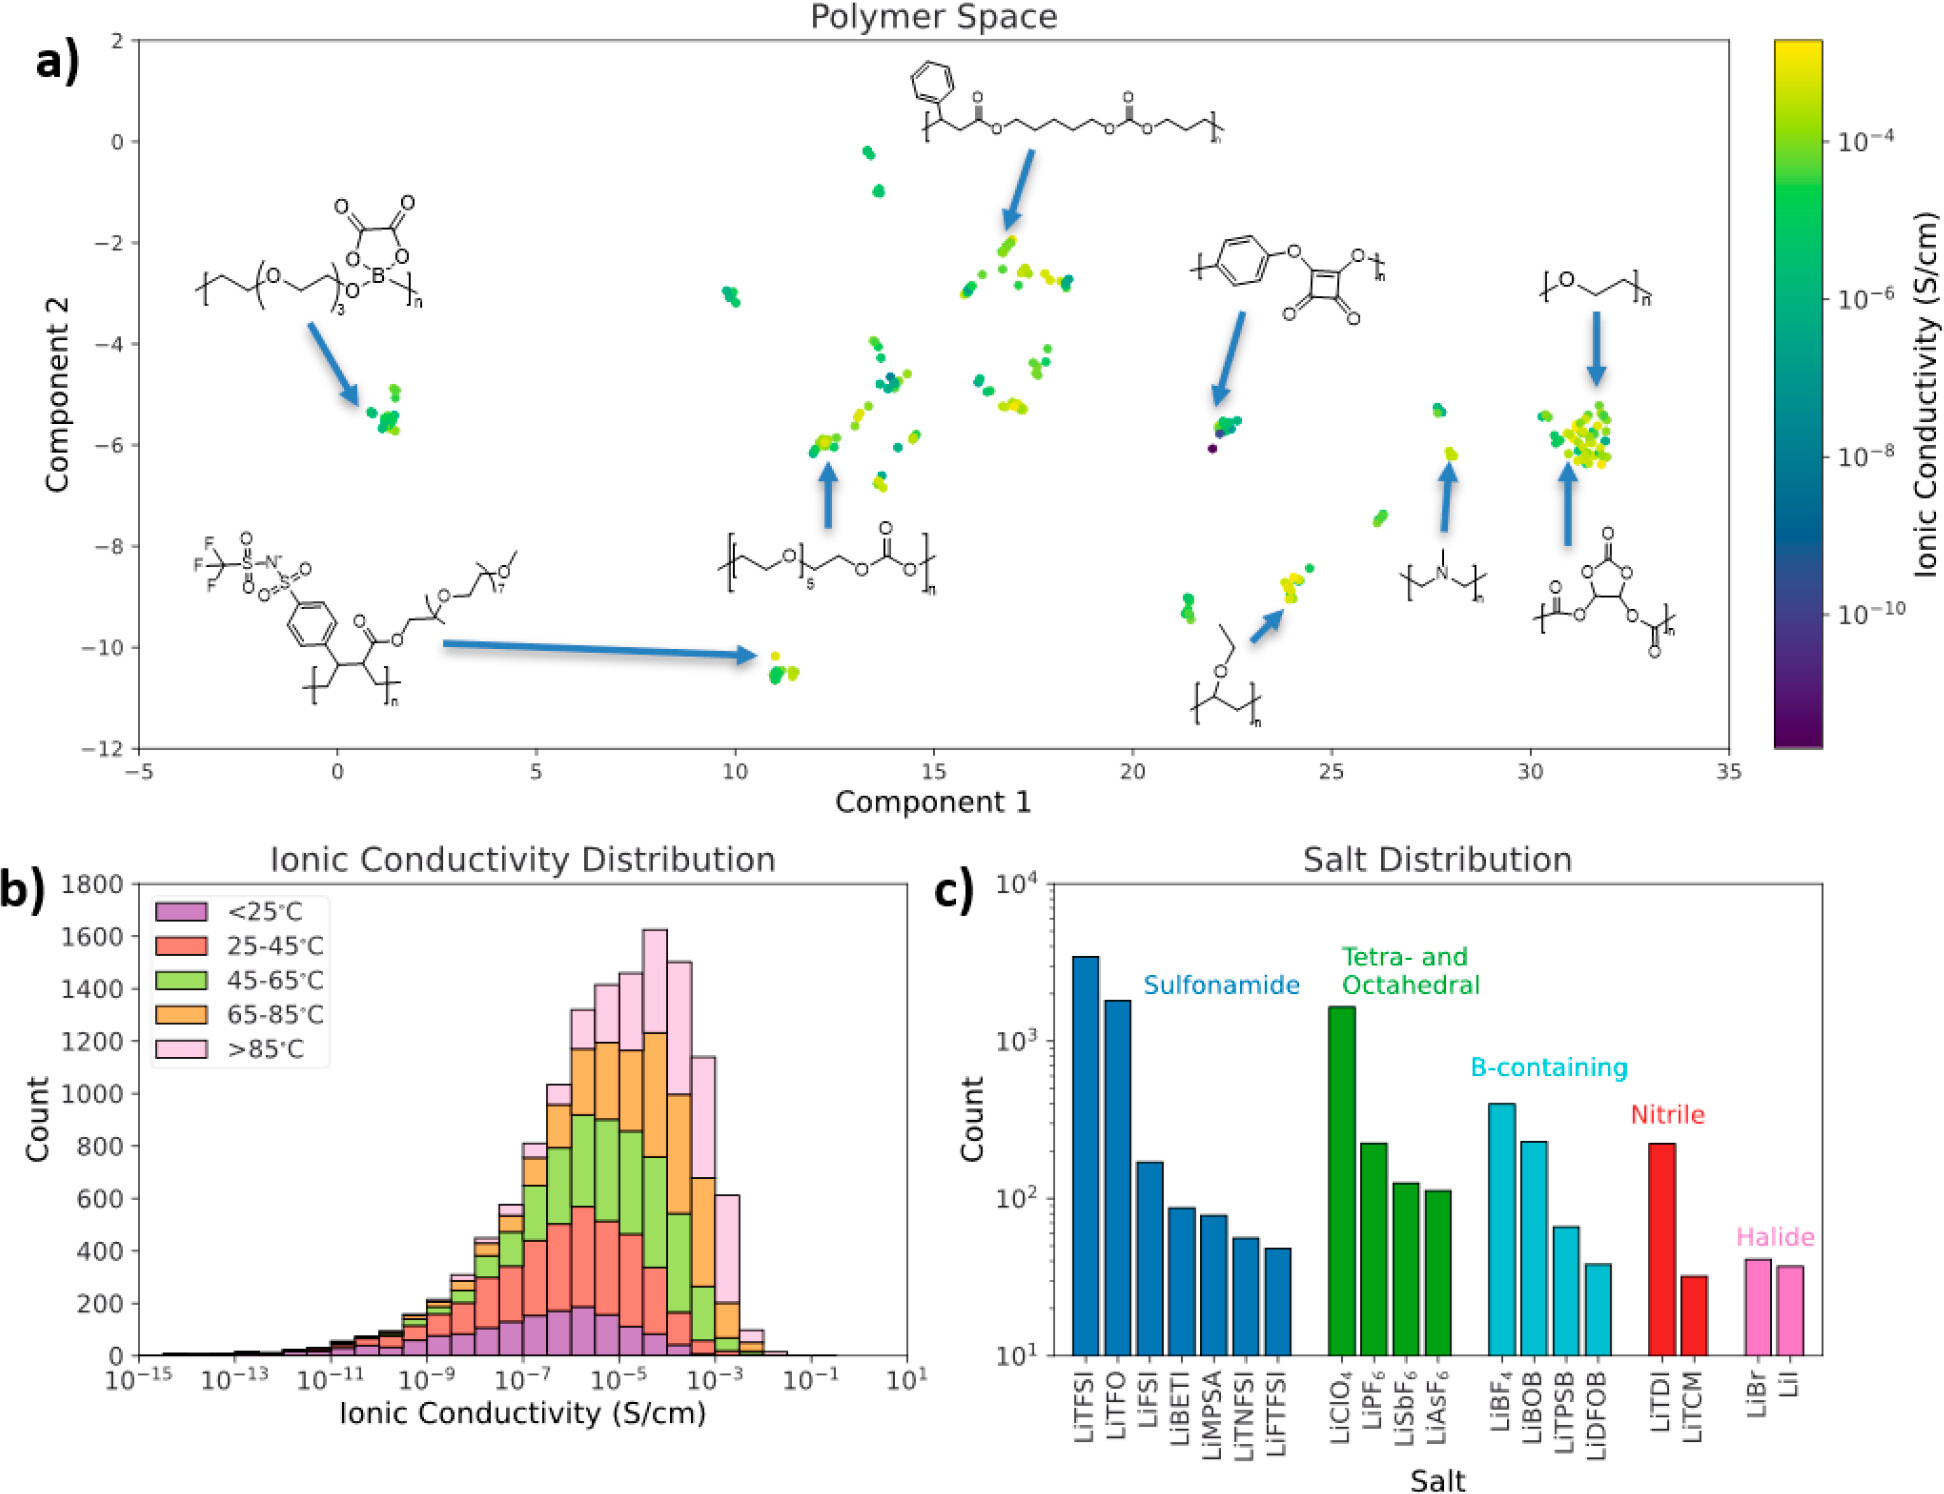 Polymer Space
a)
2
0
−2
−4
−6
−8
−10
−12
Component 2
−5
0
5
10
15
20
25
30
35
Component 1
O
O
O
O
B⁻
O
O
3
n
O
O
O
O
n
O
O
O
O
n
O
n
F
F
F
O
S
O
N⁻
O
S
O
O
O
O
7
O
n
O
5
O
O
O
n
O
n
N
n
O
O
O
O
O
O
O
n
10⁻⁴
10⁻⁶
10⁻⁸
10⁻¹⁰
Ionic Conductivity (S/cm)
b)
Ionic Conductivity Distribution
1800
1600
1400
1200
1000
800
600
400
200
0
Count
<25°C
25-45°C
45-65°C
65-85°C
>85°C
10⁻¹⁵
10⁻¹³
10⁻¹¹
10⁻⁹
10⁻⁷
10⁻⁵
10⁻³
10⁻¹
10¹
Ionic Conductivity (S/cm)
c)
Salt Distribution
10⁴
10³
10²
10¹
Count
Sulfonamide
Tetra- and
Octahedral
B-containing
Nitrile
Halide
LiTFSI
LiTFO
LiFSI
LiBETI
LiMPSA
LiTNFSI
LiFTFSI
LiClO₄
LiPF₆
LiSbF₆
LiAsF₆
LiBF₄
LiBOB
LiTPSB
LiDFOB
LiTDI
LiTCM
LiBr
LiI
Salt